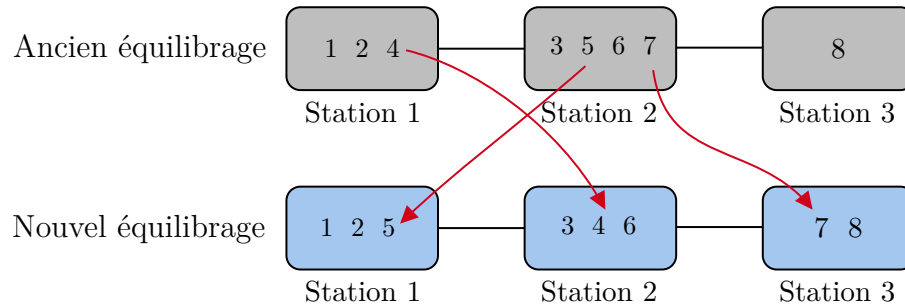 Ancien équilibrage 1 2 4 3 5 6 7 8
Station 1 Station 2 Station 3
Nouvel équilibrage 1 2 5 3 4 6 7 8
Station 1 Station 2 Station 3